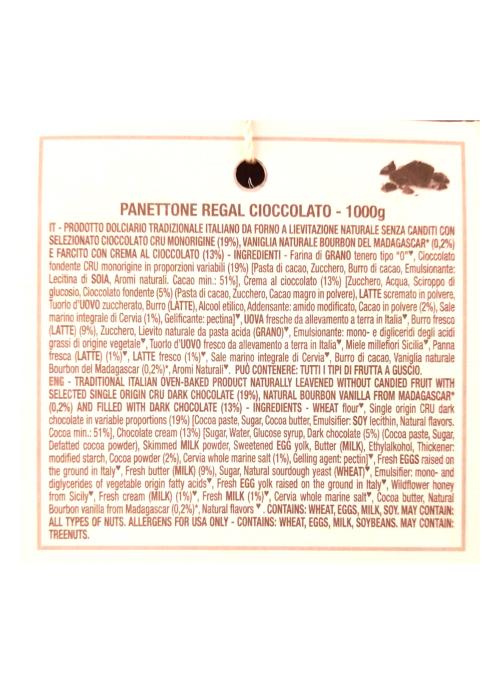 PANETTONE REGAL CIOCCOLATO - 1000g
IT - PRODOTTO DOLCIARIO TRADIZIONALE ITALIANO DA FORNO A LIEVITAZIONE NATURALE SENZA CANDITI CON
SELEZIONATO CIOCCOLATO CRU MONORIGINE (19%), VANIGLIA NATURALE BOURBON DEL MADAGASCAR* (0,2%)
E FARCITO CON CREMA AL CIOCCOLATO (13%) - INGREDIENTI - Farina di GRANO tenero tipo "0"♥, Cioccolato
fondente CRU monorigine in proporzioni variabili (19%) [Pasta di cacao, Zucchero, Burro di cacao, Emulsionante:
Lecitina di SOIA, Aromi naturali. Cacao min.: 51%], Crema al cioccolato (13%) [Zucchero, Acqua, Sciroppo di
glucosio, Cioccolato fondente (5%) (Pasta di cacao, Zucchero, Cacao magro in polvere), LATTE scremato in polvere,
Tuorlo d'UOVO zuccherato, Burro (LATTE), Alcool etilico, Addensante: amido modificato, Cacao in polvere (2%), Sale
marino integrale di Cervia (1%), Gelificante: pectina]♥, UOVA fresche da allevamento a terra in Italia♥, Burro fresco
(LATTE) (9%), Zucchero, Lievito naturale da pasta acida (GRANO)♥, Emulsionante: mono- e digliceridi degli acidi
grassi di origine vegetale♥, Tuorlo d'UOVO fresco da allevamento a terra in Italia♥, Miele millefiori Sicilia♥, Panna
fresca (LATTE) (1%)♥, LATTE fresco (1%)♥, Sale marino integrale di Cervia♥, Burro di cacao, Vaniglia naturale
Bourbon del Madagascar (0,2%)*, Aromi Naturali♥. PUÒ CONTENERE: TUTTI I TIPI DI FRUTTA A GUSCIO.
ENG - TRADITIONAL ITALIAN OVEN-BAKED PRODUCT NATURALLY LEAVENED WITHOUT CANDIED FRUIT WITH
SELECTED SINGLE ORIGIN CRU DARK CHOCOLATE (19%), NATURAL BOURBON VANILLA FROM MADAGASCAR*
(0,2%) AND FILLED WITH DARK CHOCOLATE (13%) - INGREDIENTS - WHEAT flour♥, Single origin CRU dark
chocolate in variable proportions (19%) [Cocoa paste, Sugar, Cocoa butter, Emulsifier: SOY lecithin, Natural flavors.
Cocoa min.: 51%], Chocolate cream (13%) [Sugar, Water, Glucose syrup, Dark chocolate (5%) (Cocoa paste, Sugar,
Defatted cocoa powder), Skimmed MILK powder, Sweetened EGG yolk, Butter (MILK), Ethylalkohol, Thickener:
modified starch, Cocoa powder (2%), Cervia whole marine salt (1%), Gelling agent: pectin]♥, Fresh EGGS raised on
the ground in Italy♥, Fresh butter (MILK) (9%), Sugar, Natural sourdough yeast (WHEAT)♥, Emulsifier: mono- and
diglycerides of vegetable origin fatty acids♥, Fresh EGG yolk raised on the ground in Italy♥, Wildflower honey
from Sicily♥, Fresh cream (MILK) (1%)♥, Fresh MILK (1%)♥, Cervia whole marine salt♥, Cocoa butter, Natural
Bourbon vanilla from Madagascar (0,2%)*, Natural flavors ♥. CONTAINS: WHEAT, EGGS, MILK, SOY. MAY CONTAIN:
ALL TYPES OF NUTS. ALLERGENS FOR USA ONLY - CONTAINS: WHEAT, EGGS, MILK, SOYBEANS. MAY CONTAIN:
TREENUTS.